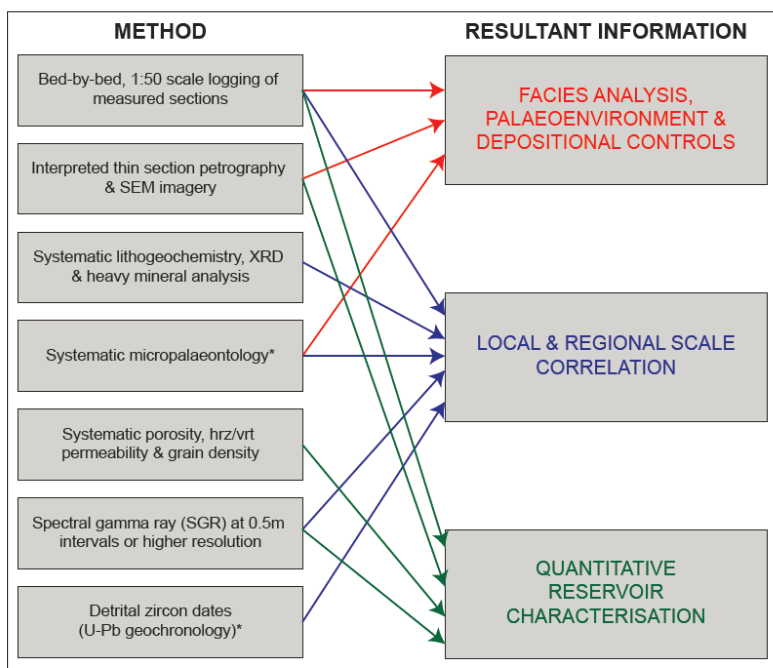 METHOD
Bed-by-bed, 1:50 scale logging of
measured sections
Interpreted thin section petrography
& SEM imagery
Systematic lithogeochemistry, XRD
& heavy mineral analysis
Systematic micropalaeontology*
Systematic porosity, hrz/vrt
permeability & grain density
Spectral gamma ray (SGR) at 0.5m
intervals or higher resolution
Detrital zircon dates
(U-Pb geochronology)*
RESULTANT INFORMATION
FACIES ANALYSIS,
PALAEOENVIRONMENT &
DEPOSITIONAL CONTROLS
LOCAL & REGIONAL SCALE
CORRELATION
QUANTITATIVE
RESERVOIR
CHARACTERISATION